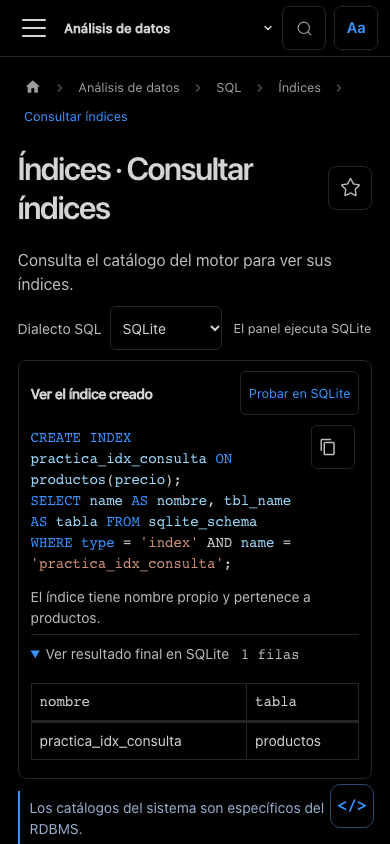 Análisis de datos
Aa
Análisis de datos > SQL > Índices >
Consultar índices
Índices · Consultar
índices
Consulta el catálogo del motor para ver sus
índices.
Dialecto SQL SQLite El panel ejecuta SQLite
Ver el índice creado Probar en SQLite
CREATE INDEX
practica_idx_consulta ON
productos(precio);
SELECT name AS nombre, tbl_name
AS tabla FROM sqlite_schema
WHERE type = 'index' AND name =
'practica_idx_consulta';
El índice tiene nombre propio y pertenece a
productos.
Ver resultado final en SQLite 1 filas
nombre tabla
practica_idx_consulta productos
Los catálogos del sistema son específicos del
RDBMS.
</>